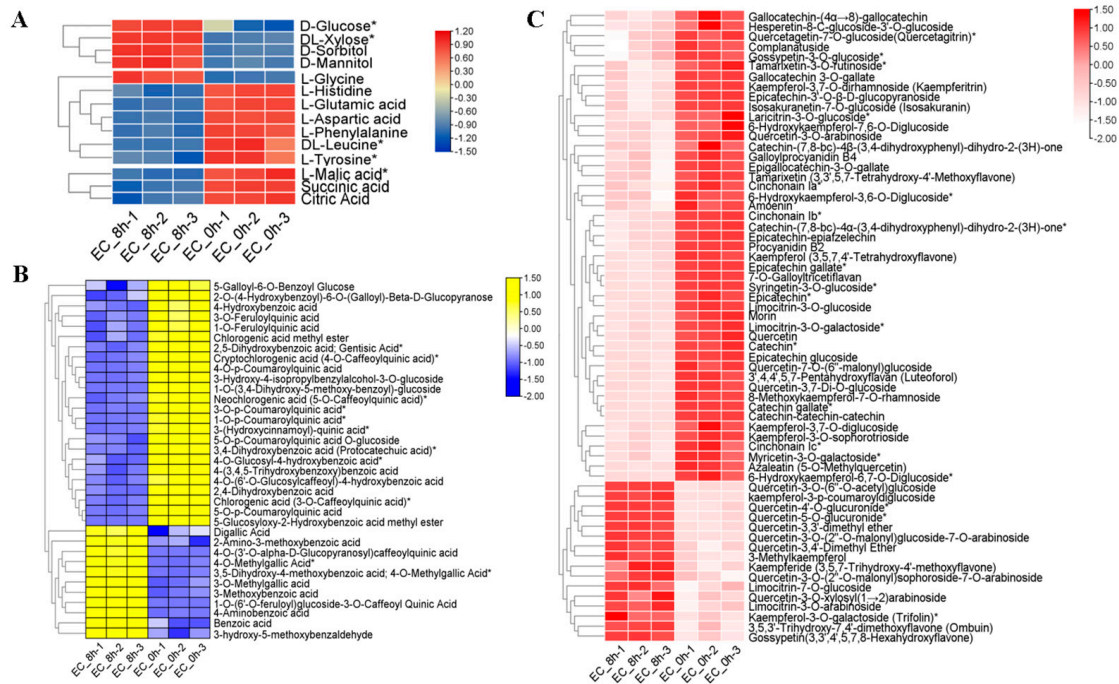 A
D-Glucose*
DL-Xylose*
D-Sorbitol
D-Mannitol
L-Glycine
L-Histidine
L-Glutamic acid
L-Aspartic acid
L-Phenylalanine
DL-Leucine*
L-Tyrosine*
L-Malic acid*
Succinic acid
Citric Acid
EC_8h-1
EC_8h-2
EC_8h-3
EC_0h-1
EC_0h-2
EC_0h-3
1.20
0.90
0.60
0.30
0.00
-0.30
-0.60
-0.90
-1.20
-1.50
B
5-Galloyl-6-O-Benzoyl Glucose
2-O-(4-Hydroxybenzoyl)-6-O-(Galloyl)-Beta-D-Glucopyranose
4-Hydroxybenzoic acid
3-O-Feruloylquinic acid
1-O-Feruloylquinic acid
Chlorogenic acid methyl ester
2,5-Dihydroxybenzoic acid; Gentisic Acid*
Cryptochlorogenic acid (4-O-Caffeoylquinic acid)*
4-O-p-Coumaroylquinic acid
3-Hydroxy-4-isopropylbenzylalcohol-3-O-glucoside
1-O-(3,4-Dihydroxy-5-methoxy-benzoyl)-glucoside
Neochlorogenic acid (5-O-Caffeoylquinic acid)*
3-O-p-Coumaroylquinic acid*
1-O-p-Coumaroylquinic acid*
3-(Hydroxycinnamoyl)-quinic acid*
5-O-p-Coumaroylquinic acid O-glucoside
3,4-Dihydroxybenzoic acid (Protocatechuic acid)*
4-O-Glucosyl-4-hydroxybenzoic acid*
4-(3,4,5-Trihydroxybenzoxy)benzoic acid
4-O-(6'-O-Glucosylcaffeoyl)-4-hydroxybenzoic acid
2,4-Dihydroxybenzoic acid
Chlorogenic acid (3-O-Caffeoylquinic acid)*
5-O-p-Coumaroylquinic acid
5-Glucosyloxy-2-Hydroxybenzoic acid methyl ester
Digallic Acid
2-Amino-3-methoxybenzoic acid
4-O-(3'-O-alpha-D-Glucopyranosyl)caffeoylquinic acid
4-O-Methylgallic Acid*
3,5-Dihydroxy-4-methoxybenzoic acid; 4-O-Methylgallic Acid*
3-O-Methylgallic acid
3-Methoxybenzoic acid
1-O-(6'-O-feruloyl)glucoside-3-O-Caffeoyl Quinic Acid
4-Aminobenzoic acid
Benzoic acid
3-hydroxy-5-methoxybenzaldehyde
EC_8h-1
EC_8h-2
EC_8h-3
EC_0h-1
EC_0h-2
EC_0h-3
1.50
1.00
0.50
0.00
-0.50
-1.00
-1.50
-2.00
C
Gallocatechin-(4α→8)-gallocatechin
Hesperetin-8-C-glucoside-3'-O-glucoside
Quercetagetin-7-O-glucoside(Quercetagitrin)*
Complanatuside
Gossypetin-3-O-glucoside*
Tamarixetin-3-O-rutinoside*
Gallocatechin 3-O-gallate
Kaempferol-3,7-O-dirhamnoside (Kaempferitrin)
Epicatechin-3'-O-β-D-glucopyranoside
Isosakuranetin-7-O-glucoside (Isosakuranin)
Laricitrin-3-O-glucoside*
6-Hydroxykaempferol-7,6-O-Diglucoside
Quercetin-3-O-arabinoside
Catechin-(7,8-bc)-4β-(3,4-dihydroxyphenyl)-dihydro-2-(3H)-one
Galloylprocyanidin B4
Epigallocatechin-3-O-gallate
Tamarixetin (3,3',5,7-Tetrahydroxy-4'-Methoxyflavone)
Cinchonain Ia*
6-Hydroxykaempferol-3,6-O-Diglucoside*
Amoenin
Cinchonain Ib*
Catechin-(7,8-bc)-4α-(3,4-dihydroxyphenyl)-dihydro-2-(3H)-one*
Epicatechin-epiafzelechin
Procyanidin B2
Kaempferol (3,5,7,4'-Tetrahydroxyflavone)
Epicatechin gallate*
7-O-Galloyltricetiflavan
Syringetin-3-O-glucoside*
Epicatechin*
Limocitrin-3-O-glucoside
Morin
Limocitrin-3-O-galactoside*
Quercetin
Catechin*
Epicatechin glucoside
Quercetin-7-O-(6''-malonyl)glucoside
3',4,4',5,7-Pentahydroxyflavan (Luteoforol)
Quercetin-3,7-Di-O-glucoside
8-Methoxykaempferol-7-O-rhamnoside
Catechin gallate*
Catechin-catechin-catechin
Kaempferol-3,7-O-diglucoside
Kaempferol-3-O-sophorotrioside
Cinchonain Ic*
Myricetin-3-O-galactoside*
Azaleatin (5-O-Methylquercetin)
6-Hydroxykaempferol-6,7-O-Diglucoside*
Quercetin-3-O-(6''-O-acetyl)glucoside
kaempferol-3-p-coumaroyldiglucoside
Quercetin-4'-O-glucuronide*
Quercetin-5-O-glucuronide*
Quercetin-3,3'-dimethyl ether
Quercetin-3-O-(2''-O-malonyl)glucoside-7-O-arabinoside
Quercetin-3,4'-Dimethyl Ether*
3-Methylkaempferol
Kaempferide (3,5,7-Trihydroxy-4'-methoxyflavone)
Quercetin-3-O-(2''-O-malonyl)sophoroside-7-O-arabinoside
Limocitrin-7-O-glucoside
Quercetin-3-O-xylosyl(1→2)arabinoside
Limocitrin-3-O-arabinoside
Kaempferol-3-O-galactoside (Trifolin)*
3,5,3'-Trihydroxy-7,4'-dimethoxyflavone (Ombuin)
Gossypetin(3,3',4',5,7,8-Hexahydroxyflavone)
EC_8h-1
EC_8h-2
EC_8h-3
EC_0h-1
EC_0h-2
EC_0h-3
1.50
1.00
0.50
0.00
-0.50
-1.00
-1.50